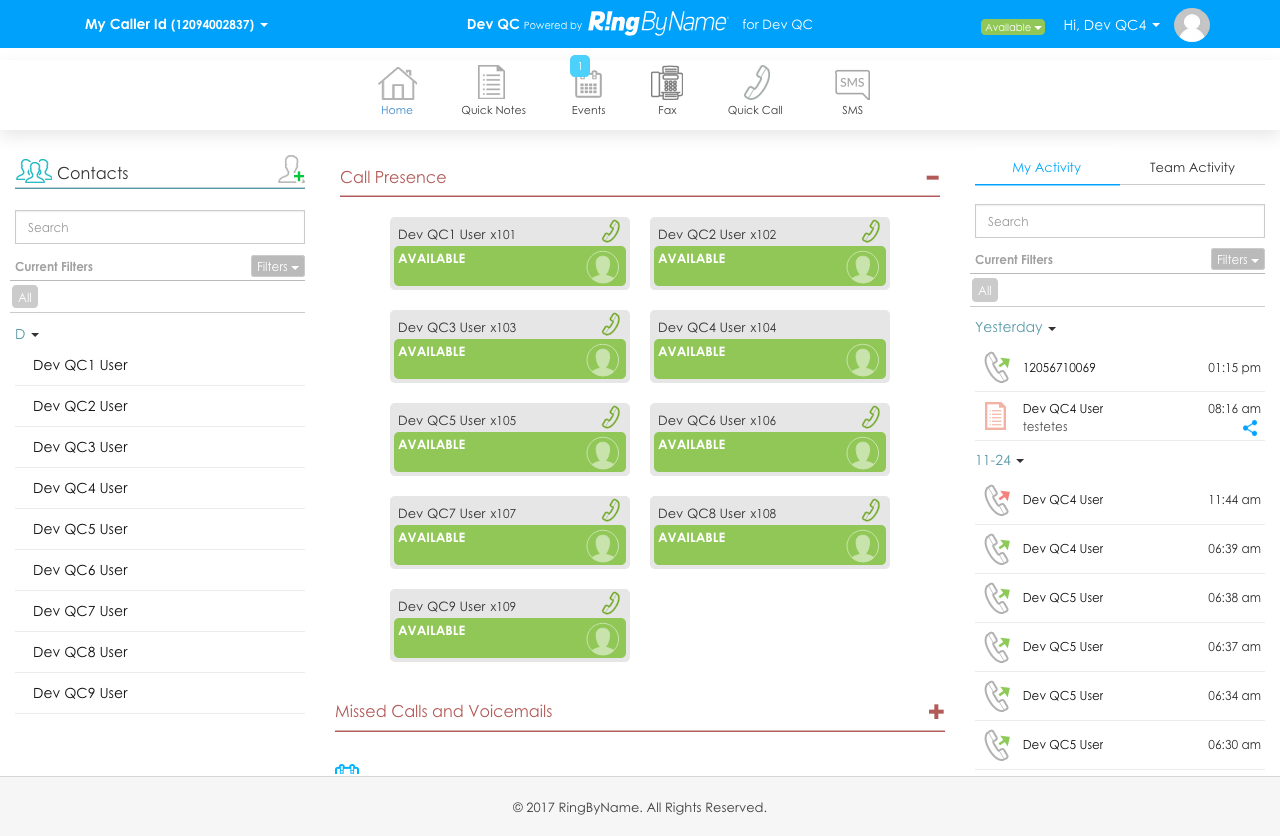 My Caller Id (12094002837)
Dev QC Powered by R!ngByName for Dev QC
Available
Hi, Dev QC4
1
Home
Quick Notes
Events
Fax
Quick Call
SMS
SMS
Contacts
Search
Current Filters
Filters
All
D
Dev QC1 User
Dev QC2 User
Dev QC3 User
Dev QC4 User
Dev QC5 User
Dev QC6 User
Dev QC7 User
Dev QC8 User
Dev QC9 User
Call Presence
Dev QC1 User x101
AVAILABLE
Dev QC2 User x102
AVAILABLE
Dev QC3 User x103
AVAILABLE
Dev QC4 User x104
AVAILABLE
Dev QC5 User x105
AVAILABLE
Dev QC6 User x106
AVAILABLE
Dev QC7 User x107
AVAILABLE
Dev QC8 User x108
AVAILABLE
Dev QC9 User x109
AVAILABLE
Missed Calls and Voicemails
My Activity
Team Activity
Search
Current Filters
Filters
All
Yesterday
12056710069 01:15 pm
Dev QC4 User 08:16 am
testetes
11-24
Dev QC4 User 11:44 am
Dev QC4 User 06:39 am
Dev QC5 User 06:38 am
Dev QC5 User 06:37 am
Dev QC5 User 06:34 am
Dev QC5 User 06:30 am
© 2017 RingByName. All Rights Reserved.